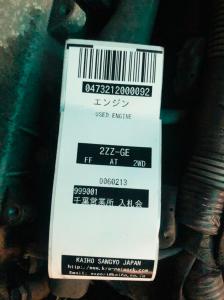 0473212000092
エンジン
USED ENGINE
2ZZ-GE
FF AT 2WD
0060213
999001
千葉営業所 入札会
KAIHO SANGYO JAPAN